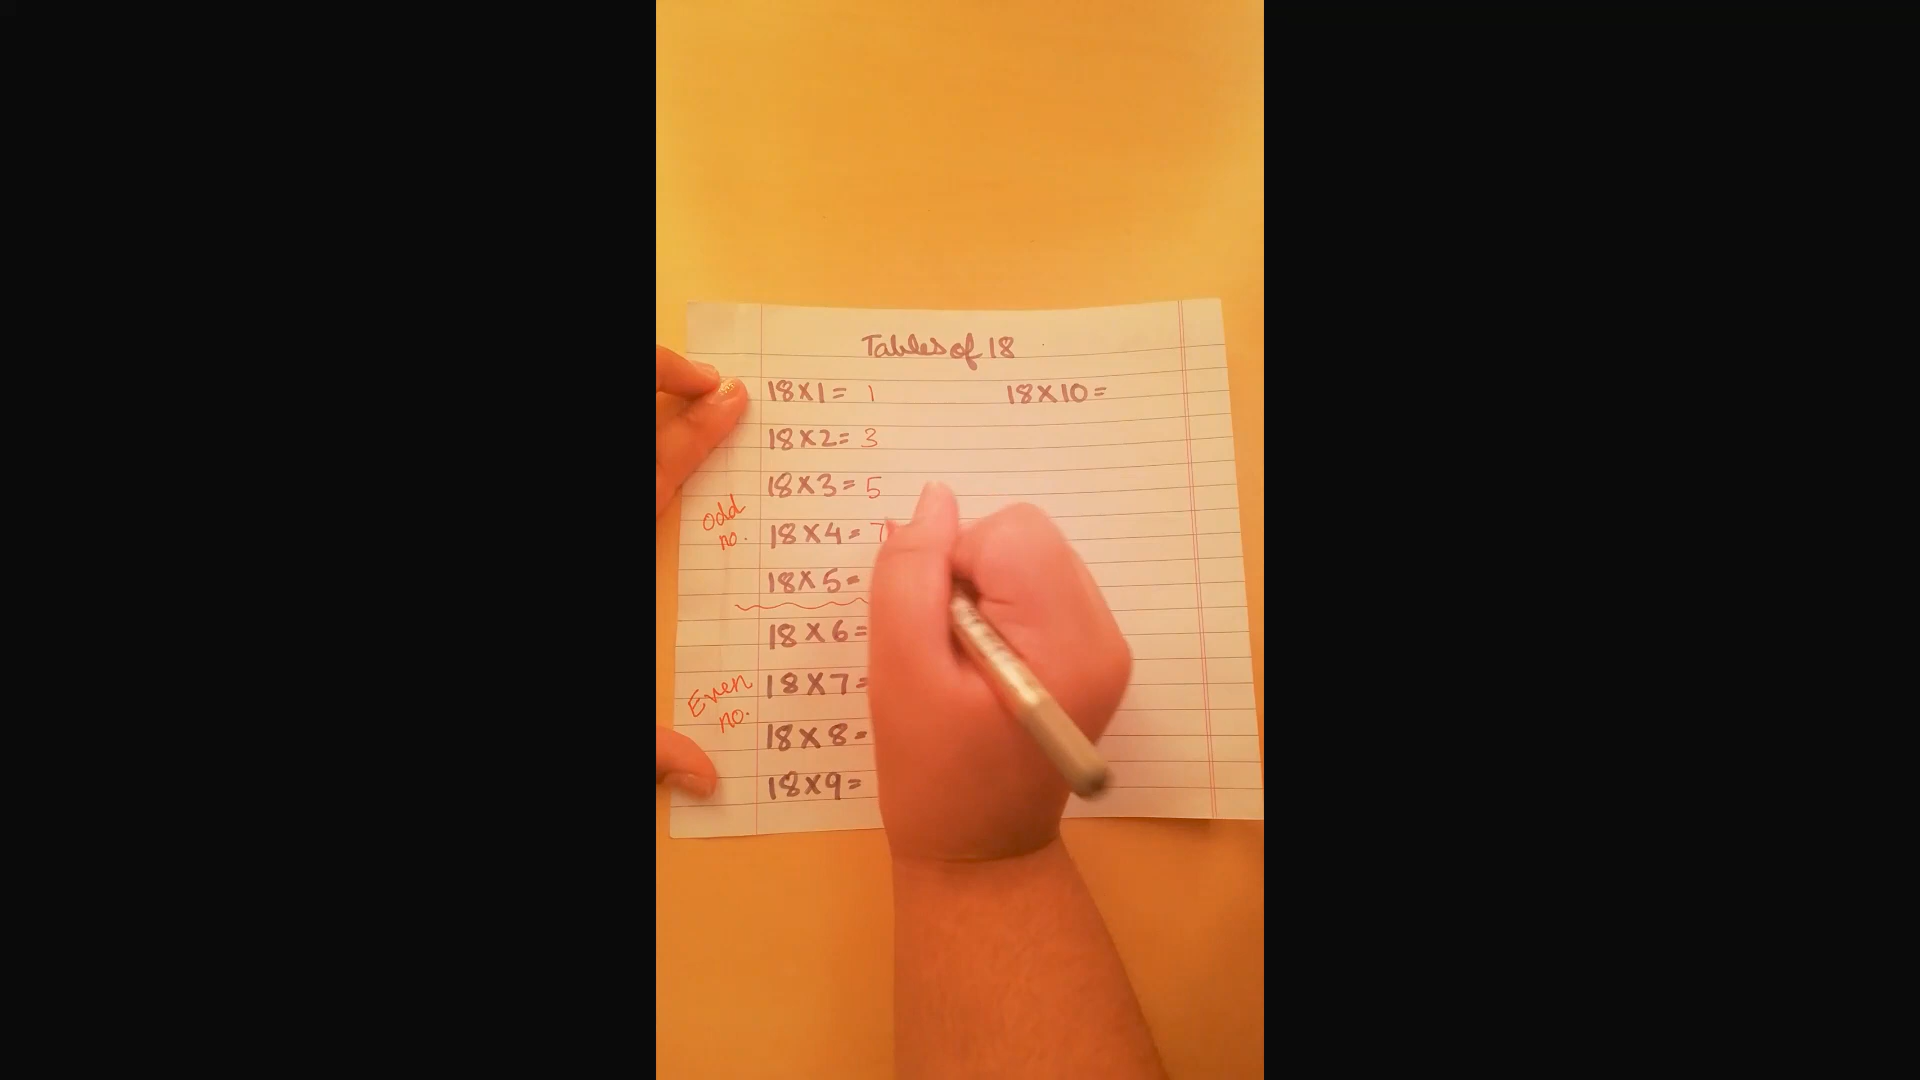 Tables of 18
18X1= 1
18X2= 3
18X3= 5
18X4= 7
18X5=
18X6=
18X7=
18X8=
18X9=
18X10=
odd
no.
Even
no.